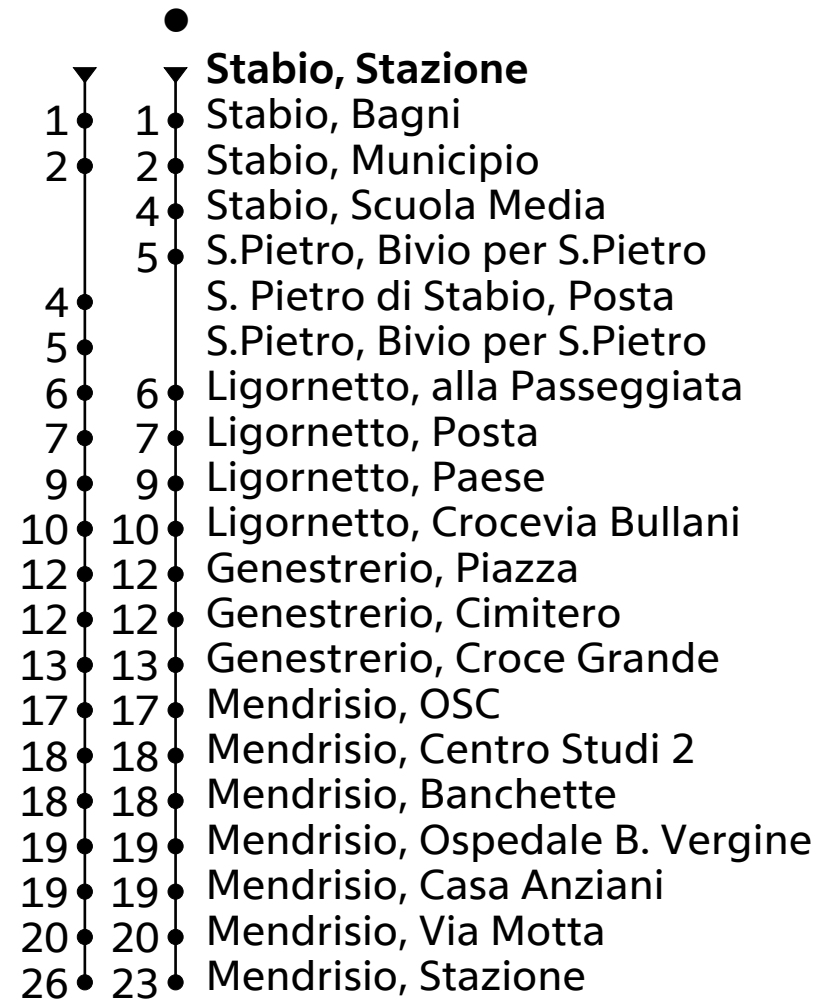 Stabio, Stazione
1 1 Stabio, Bagni
2 2 Stabio, Municipio
4 Stabio, Scuola Media
5 S.Pietro, Bivio per S.Pietro
4 S. Pietro di Stabio, Posta
5 S.Pietro, Bivio per S.Pietro
6 6 Ligornetto, alla Passeggiata
7 7 Ligornetto, Posta
9 9 Ligornetto, Paese
10 10 Ligornetto, Crocevia Bullani
12 12 Genestrerio, Piazza
12 12 Genestrerio, Cimitero
13 13 Genestrerio, Croce Grande
17 17 Mendrisio, OSC
18 18 Mendrisio, Centro Studi 2
18 18 Mendrisio, Banchette
19 19 Mendrisio, Ospedale B. Vergine
19 19 Mendrisio, Casa Anziani
20 20 Mendrisio, Via Motta
26 23 Mendrisio, Stazione